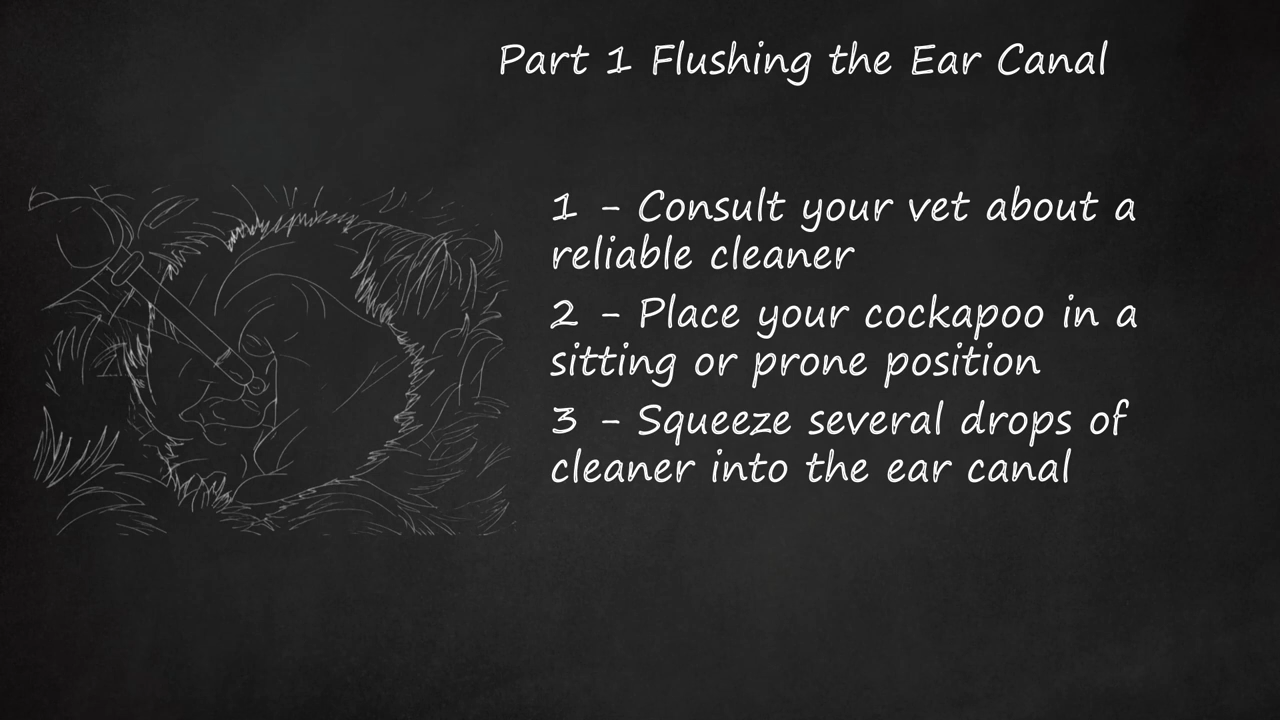 Part 1 Flushing the Ear Canal
1 - Consult your vet about a
reliable cleaner
2 - Place your cockapoo in a
sitting or prone position
3 - Squeeze several drops of
cleaner into the ear canal